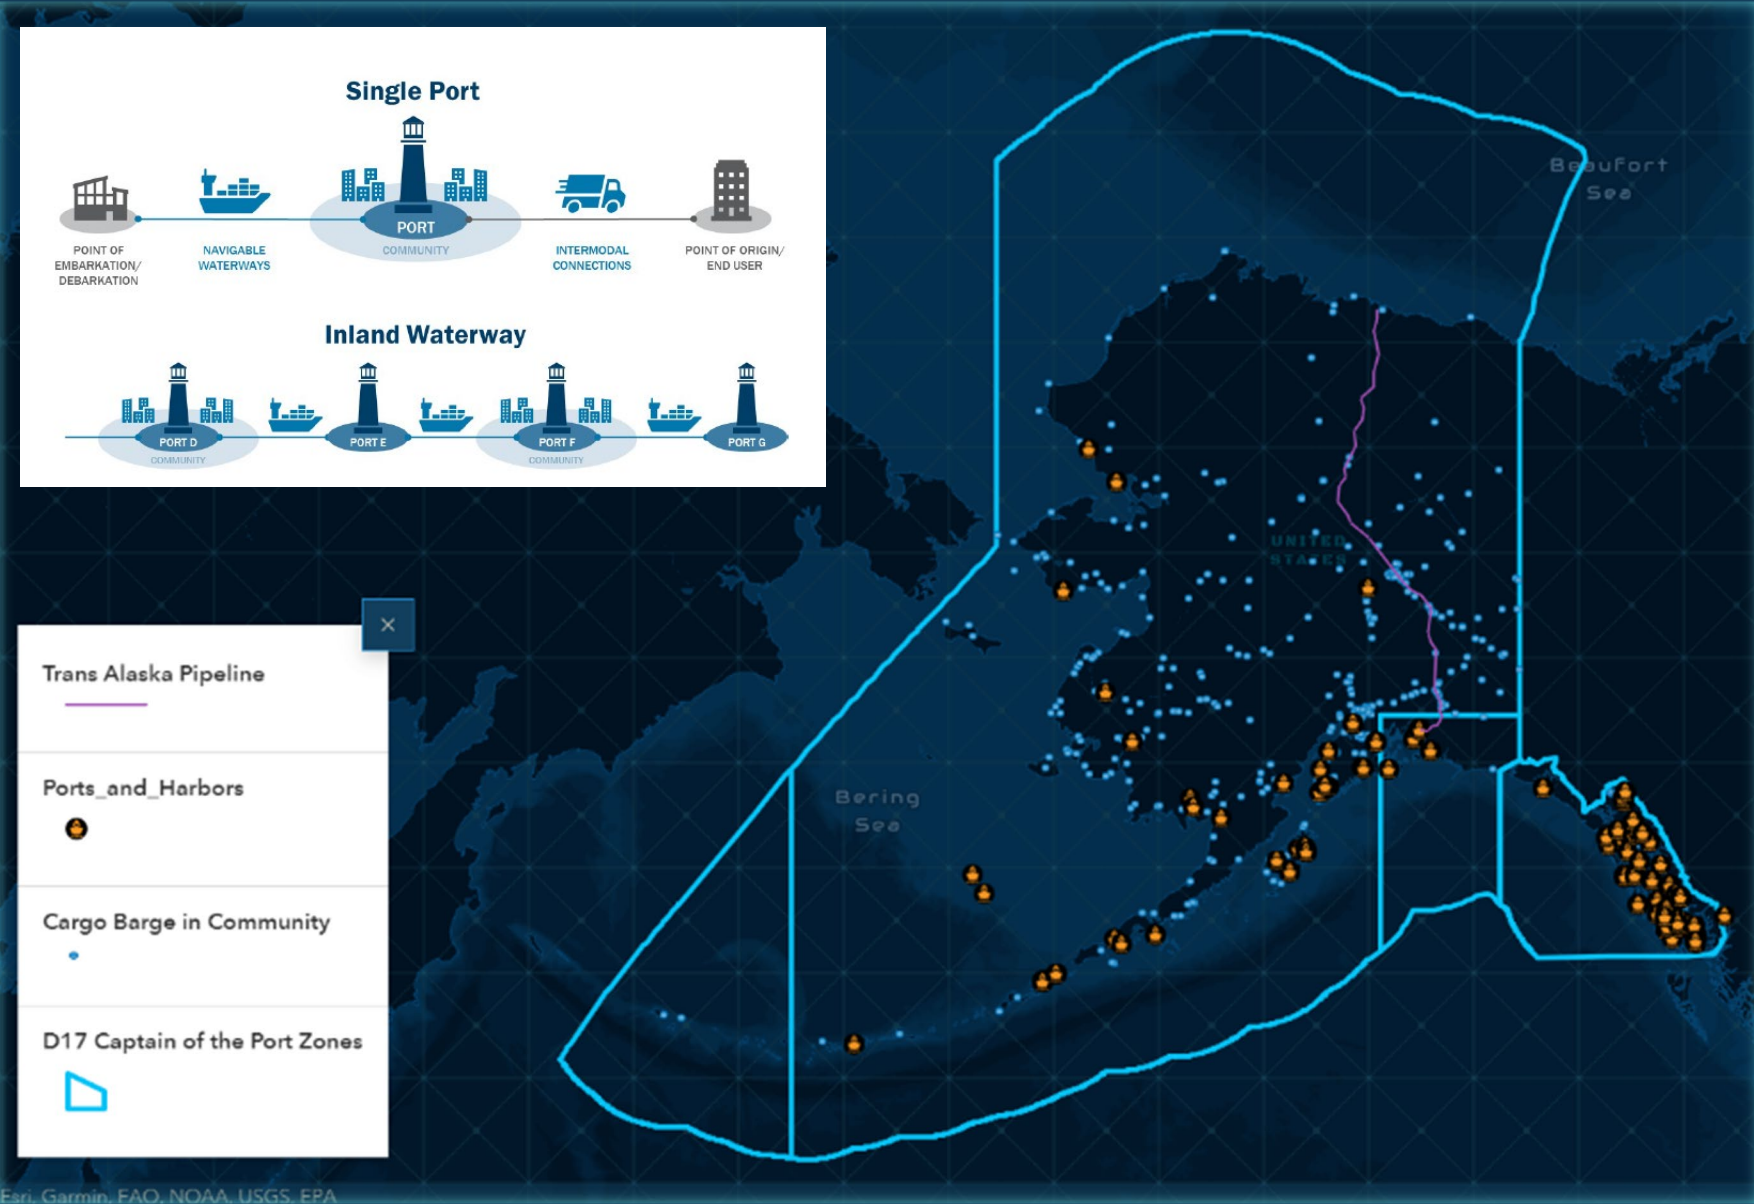 Single Port
PORT
COMMUNITY
POINT OF
EMBARKATION/
DEBARKATION
NAVIGABLE
WATERWAYS
INTERMODAL
CONNECTIONS
POINT OF ORIGIN/
END USER
Inland Waterway
PORT D
COMMUNITY
PORT E
PORT F
COMMUNITY
PORT G
Beaufort
Sea
UNITED
STATES
Bering
Sea
×
Trans Alaska Pipeline
Ports_and_Harbors
Cargo Barge in Community
D17 Captain of the Port Zones
Esri, Garmin, FAO, NOAA, USGS, EPA